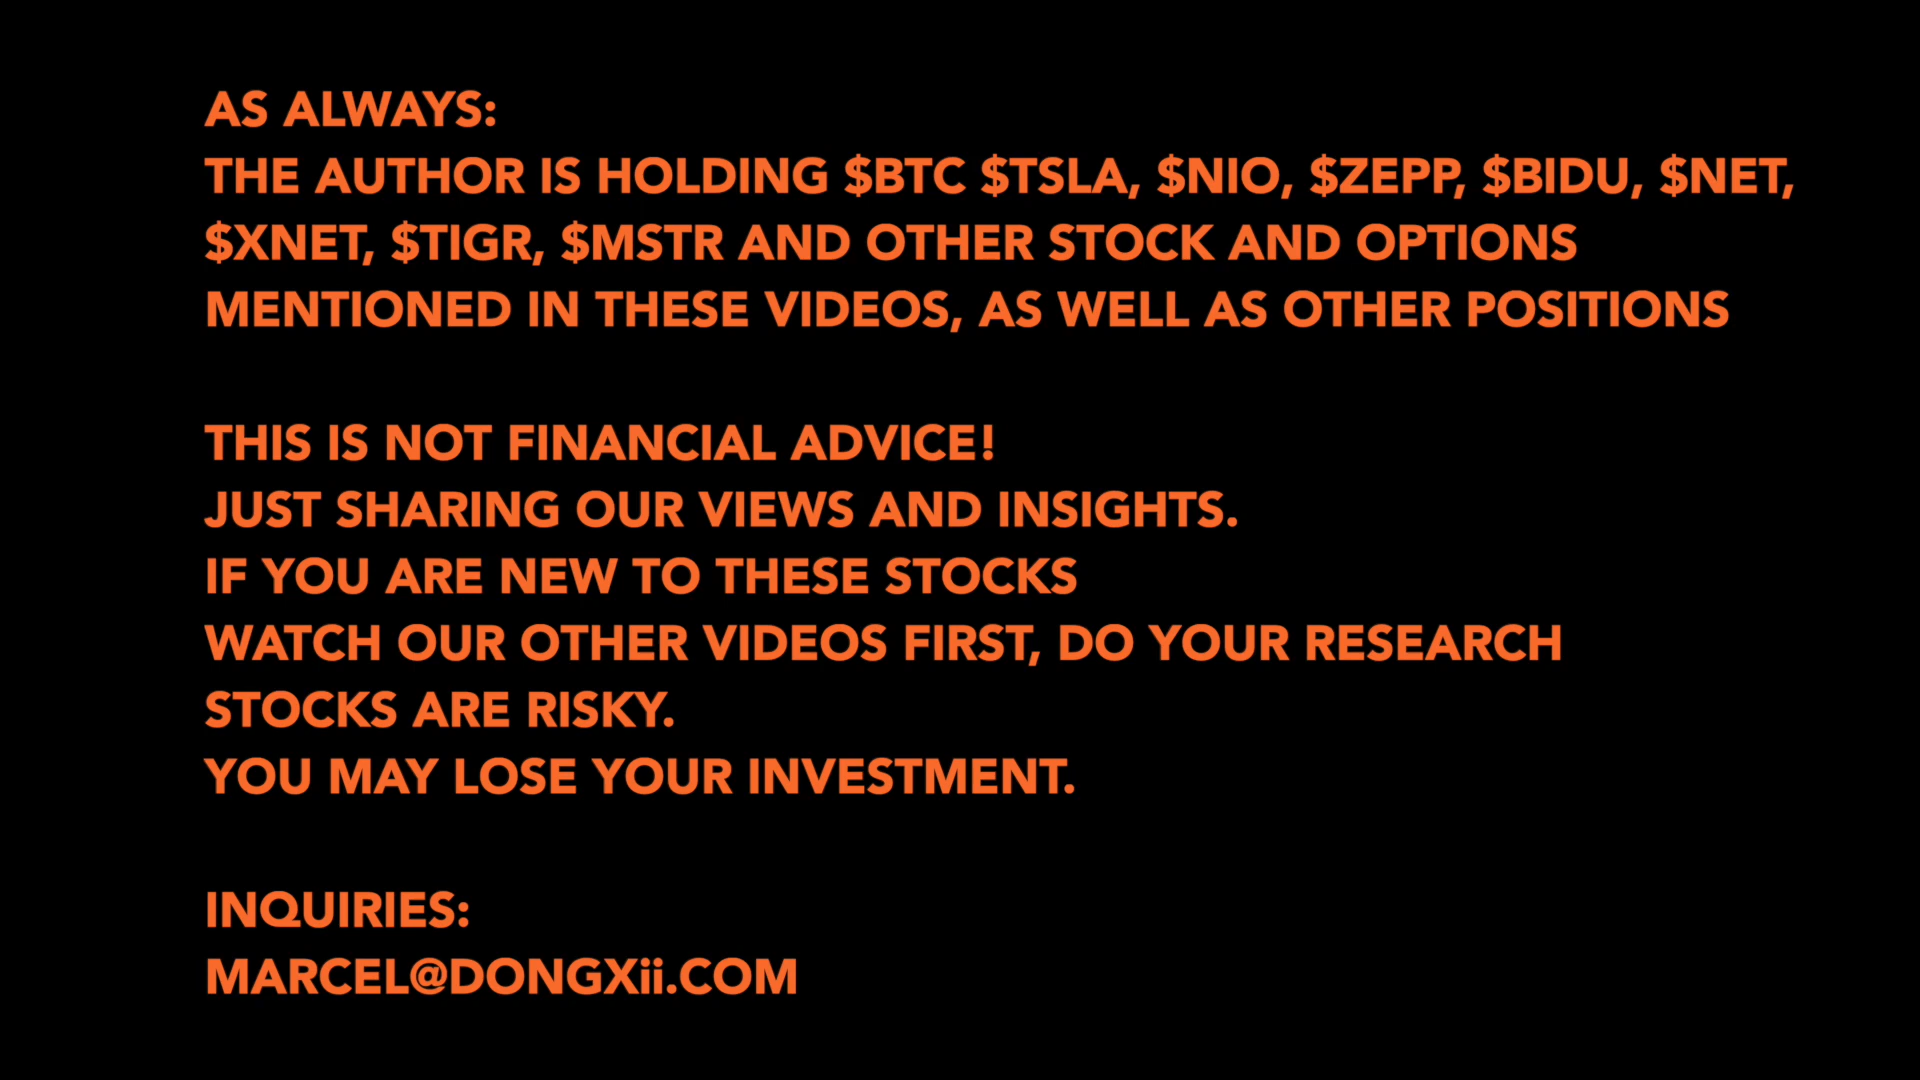 AS ALWAYS:
THE AUTHOR IS HOLDING $BTC $TSLA, $NIO, $ZEPP, $BIDU, $NET,
$XNET, $TIGR, $MSTR AND OTHER STOCK AND OPTIONS
MENTIONED IN THESE VIDEOS, AS WELL AS OTHER POSITIONS
THIS IS NOT FINANCIAL ADVICE!
JUST SHARING OUR VIEWS AND INSIGHTS.
IF YOU ARE NEW TO THESE STOCKS
WATCH OUR OTHER VIDEOS FIRST, DO YOUR RESEARCH
STOCKS ARE RISKY.
YOU MAY LOSE YOUR INVESTMENT.
INQUIRIES:
MARCEL@DONGXii.COM